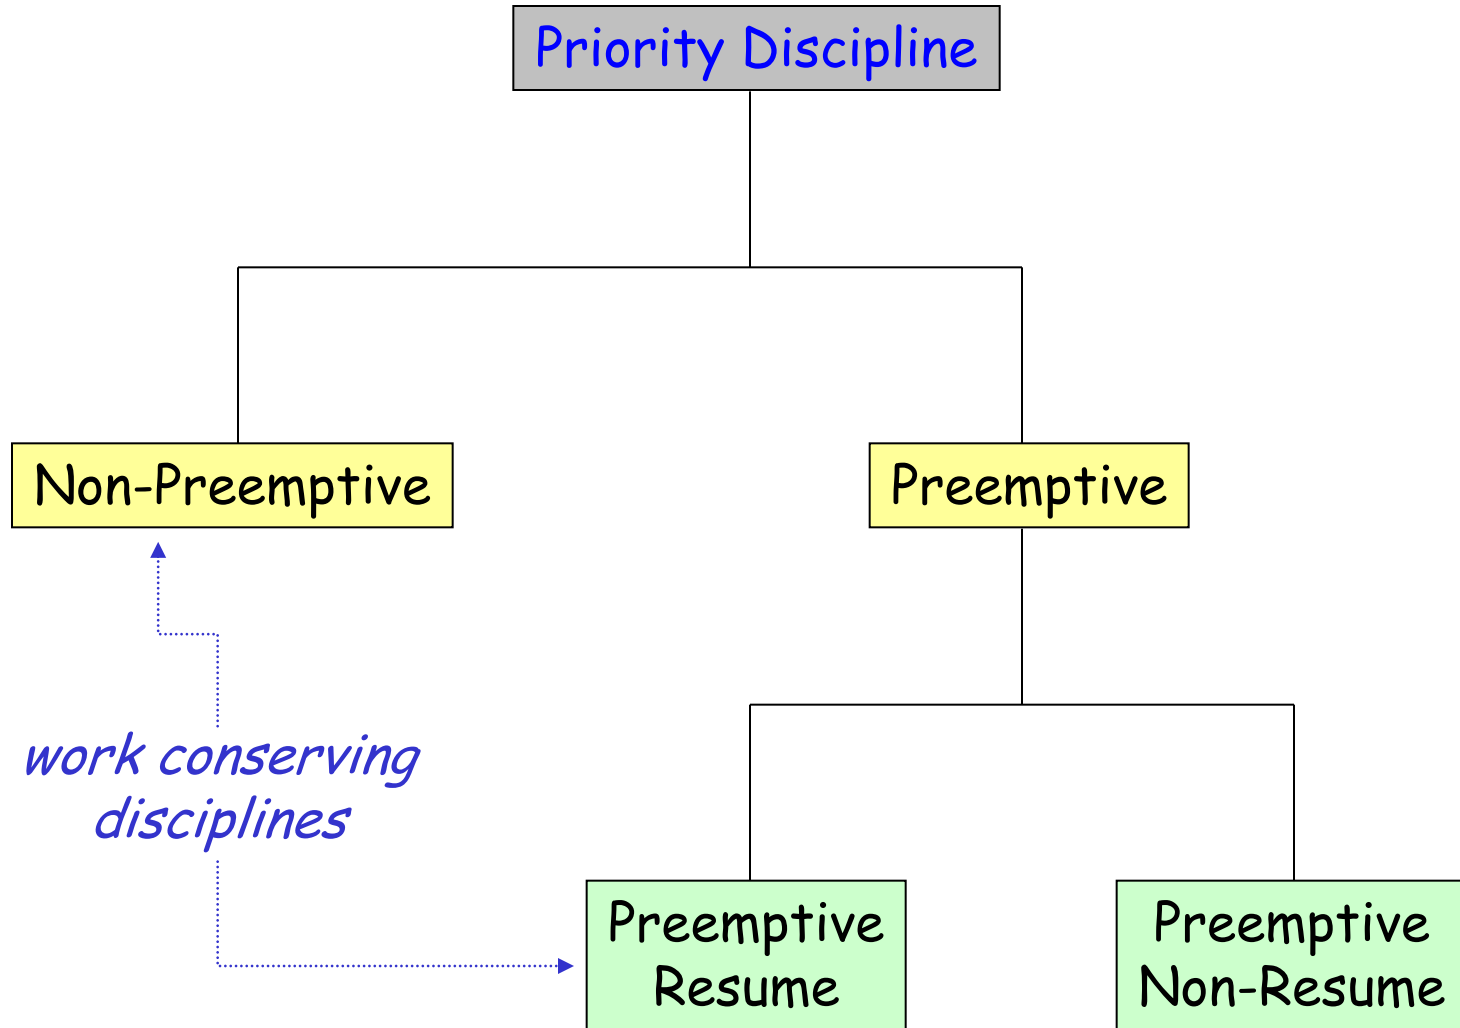 Priority Discipline
Non-Preemptive
Preemptive
work conserving
disciplines
Preemptive
Resume
Preemptive
Non-Resume